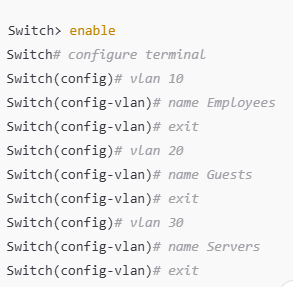 Switch> enable
Switch# configure terminal
Switch(config)# vlan 10
Switch(config-vlan)# name Employees
Switch(config-vlan)# exit
Switch(config)# vlan 20
Switch(config-vlan)# name Guests
Switch(config-vlan)# exit
Switch(config)# vlan 30
Switch(config-vlan)# name Servers
Switch(config-vlan)# exit